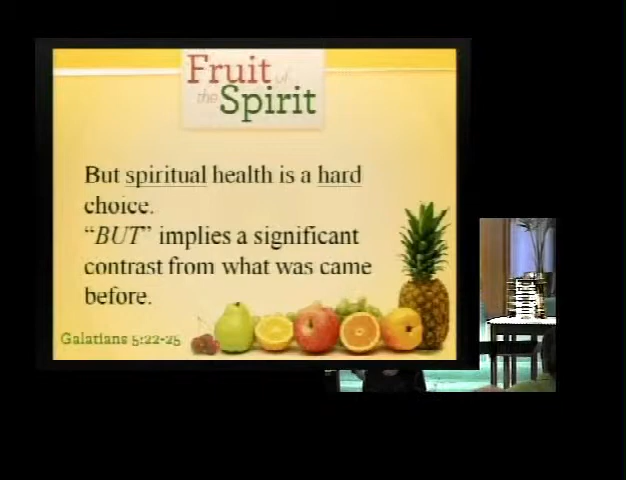 Fruit of
the Spirit
But spiritual health is a hard
choice.
“BUT” implies a significant
contrast from what was came
before.
Galatians 5:22-25